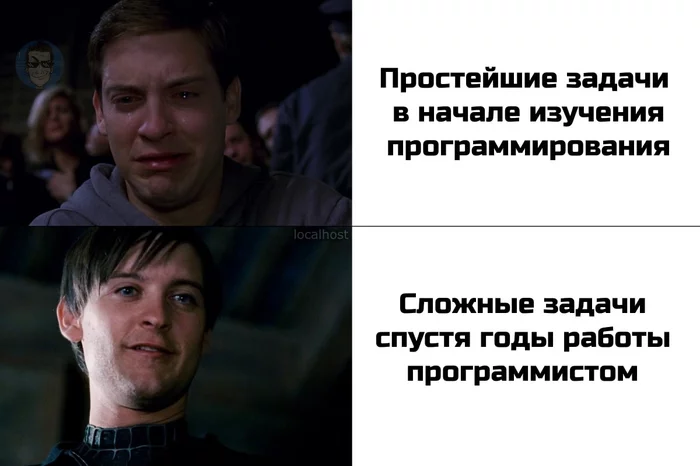 Простейшие задачи
в начале изучения
программирования
localhost
Сложные задачи
спустя годы работы
программистом